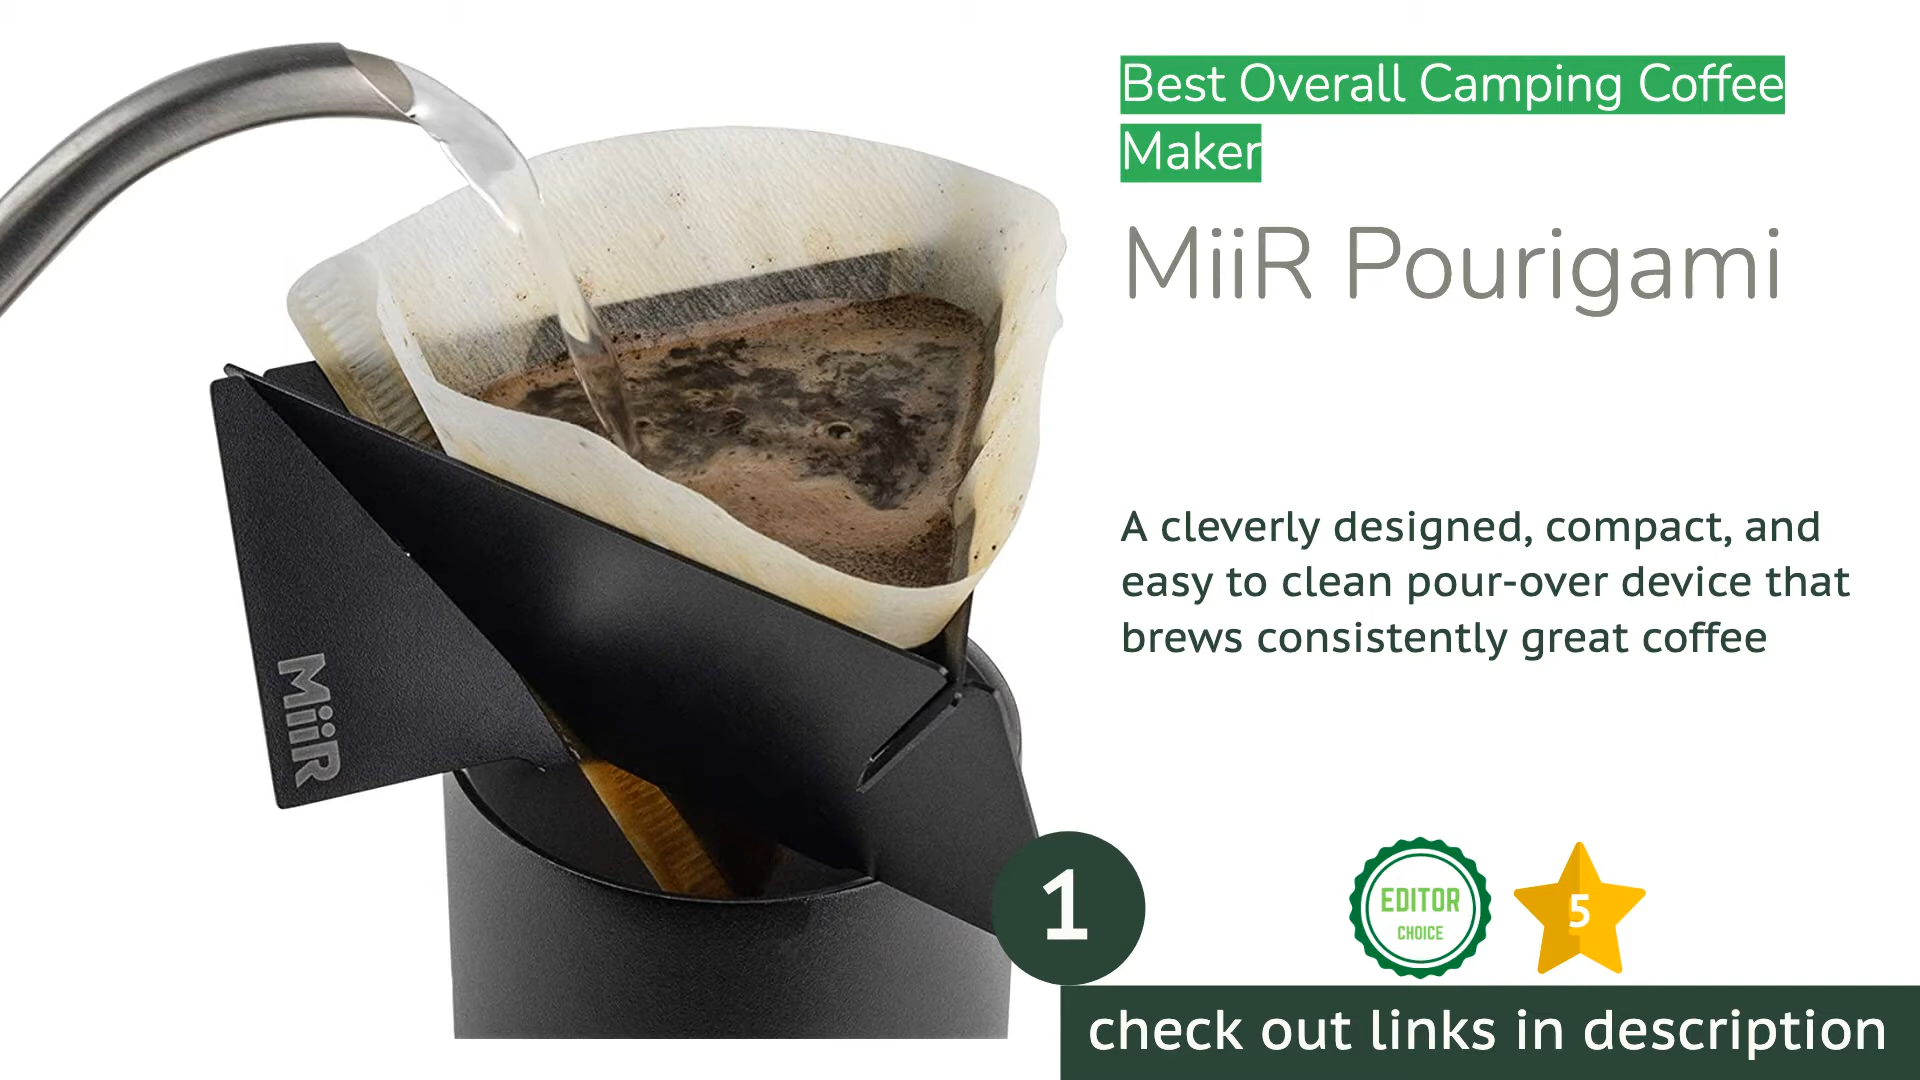 Best Overall Camping Coffee
Maker
MiiR Pourigami
A cleverly designed, compact, and
easy to clean pour-over device that
brews consistently great coffee
MiiR
1
EDITOR
CHOICE
5
check out links in description